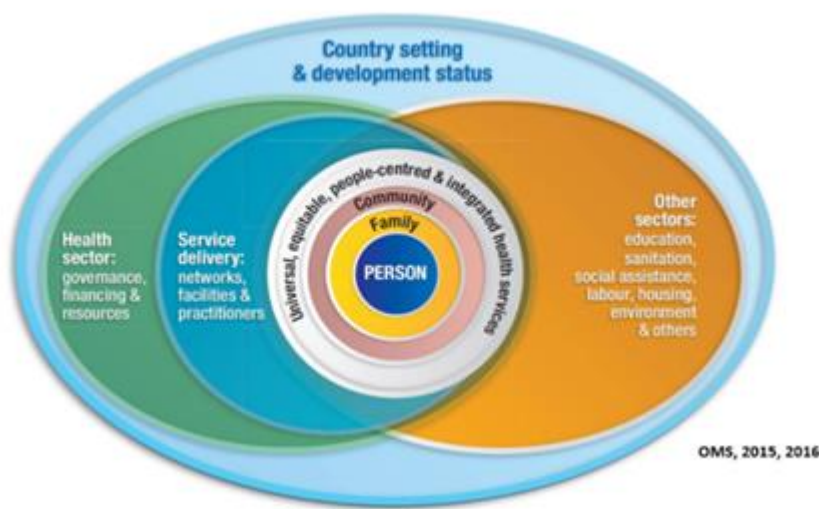 Country setting
& development status
Health
sector:
governance,
financing &
resources
Service
delivery:
networks,
facilities &
practitioners
Universal, equitable, people-centred & integrated health services
Community
Family
PERSON
Other
sectors:
education,
sanitation,
social assistance,
labour, housing,
environment
& others
OMS, 2015, 2016